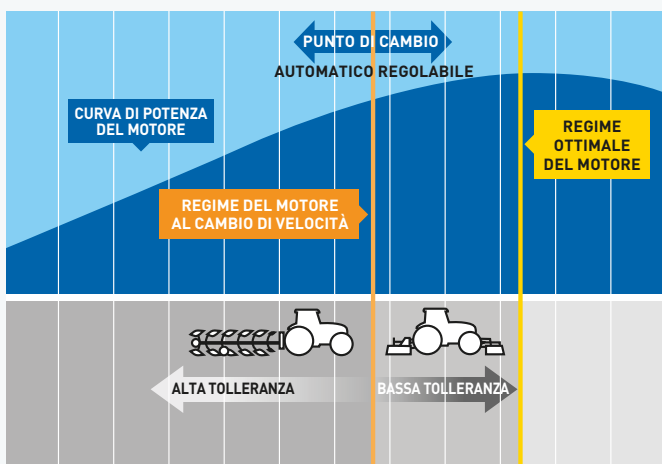 PUNTO DI CAMBIO
AUTOMATICO REGOLABILE
CURVA DI POTENZA
DEL MOTORE
REGIME
OTTIMALE
DEL MOTORE
REGIME DEL MOTORE
AL CAMBIO DI VELOCITÀ
ALTA TOLLERANZA
BASSA TOLLERANZA